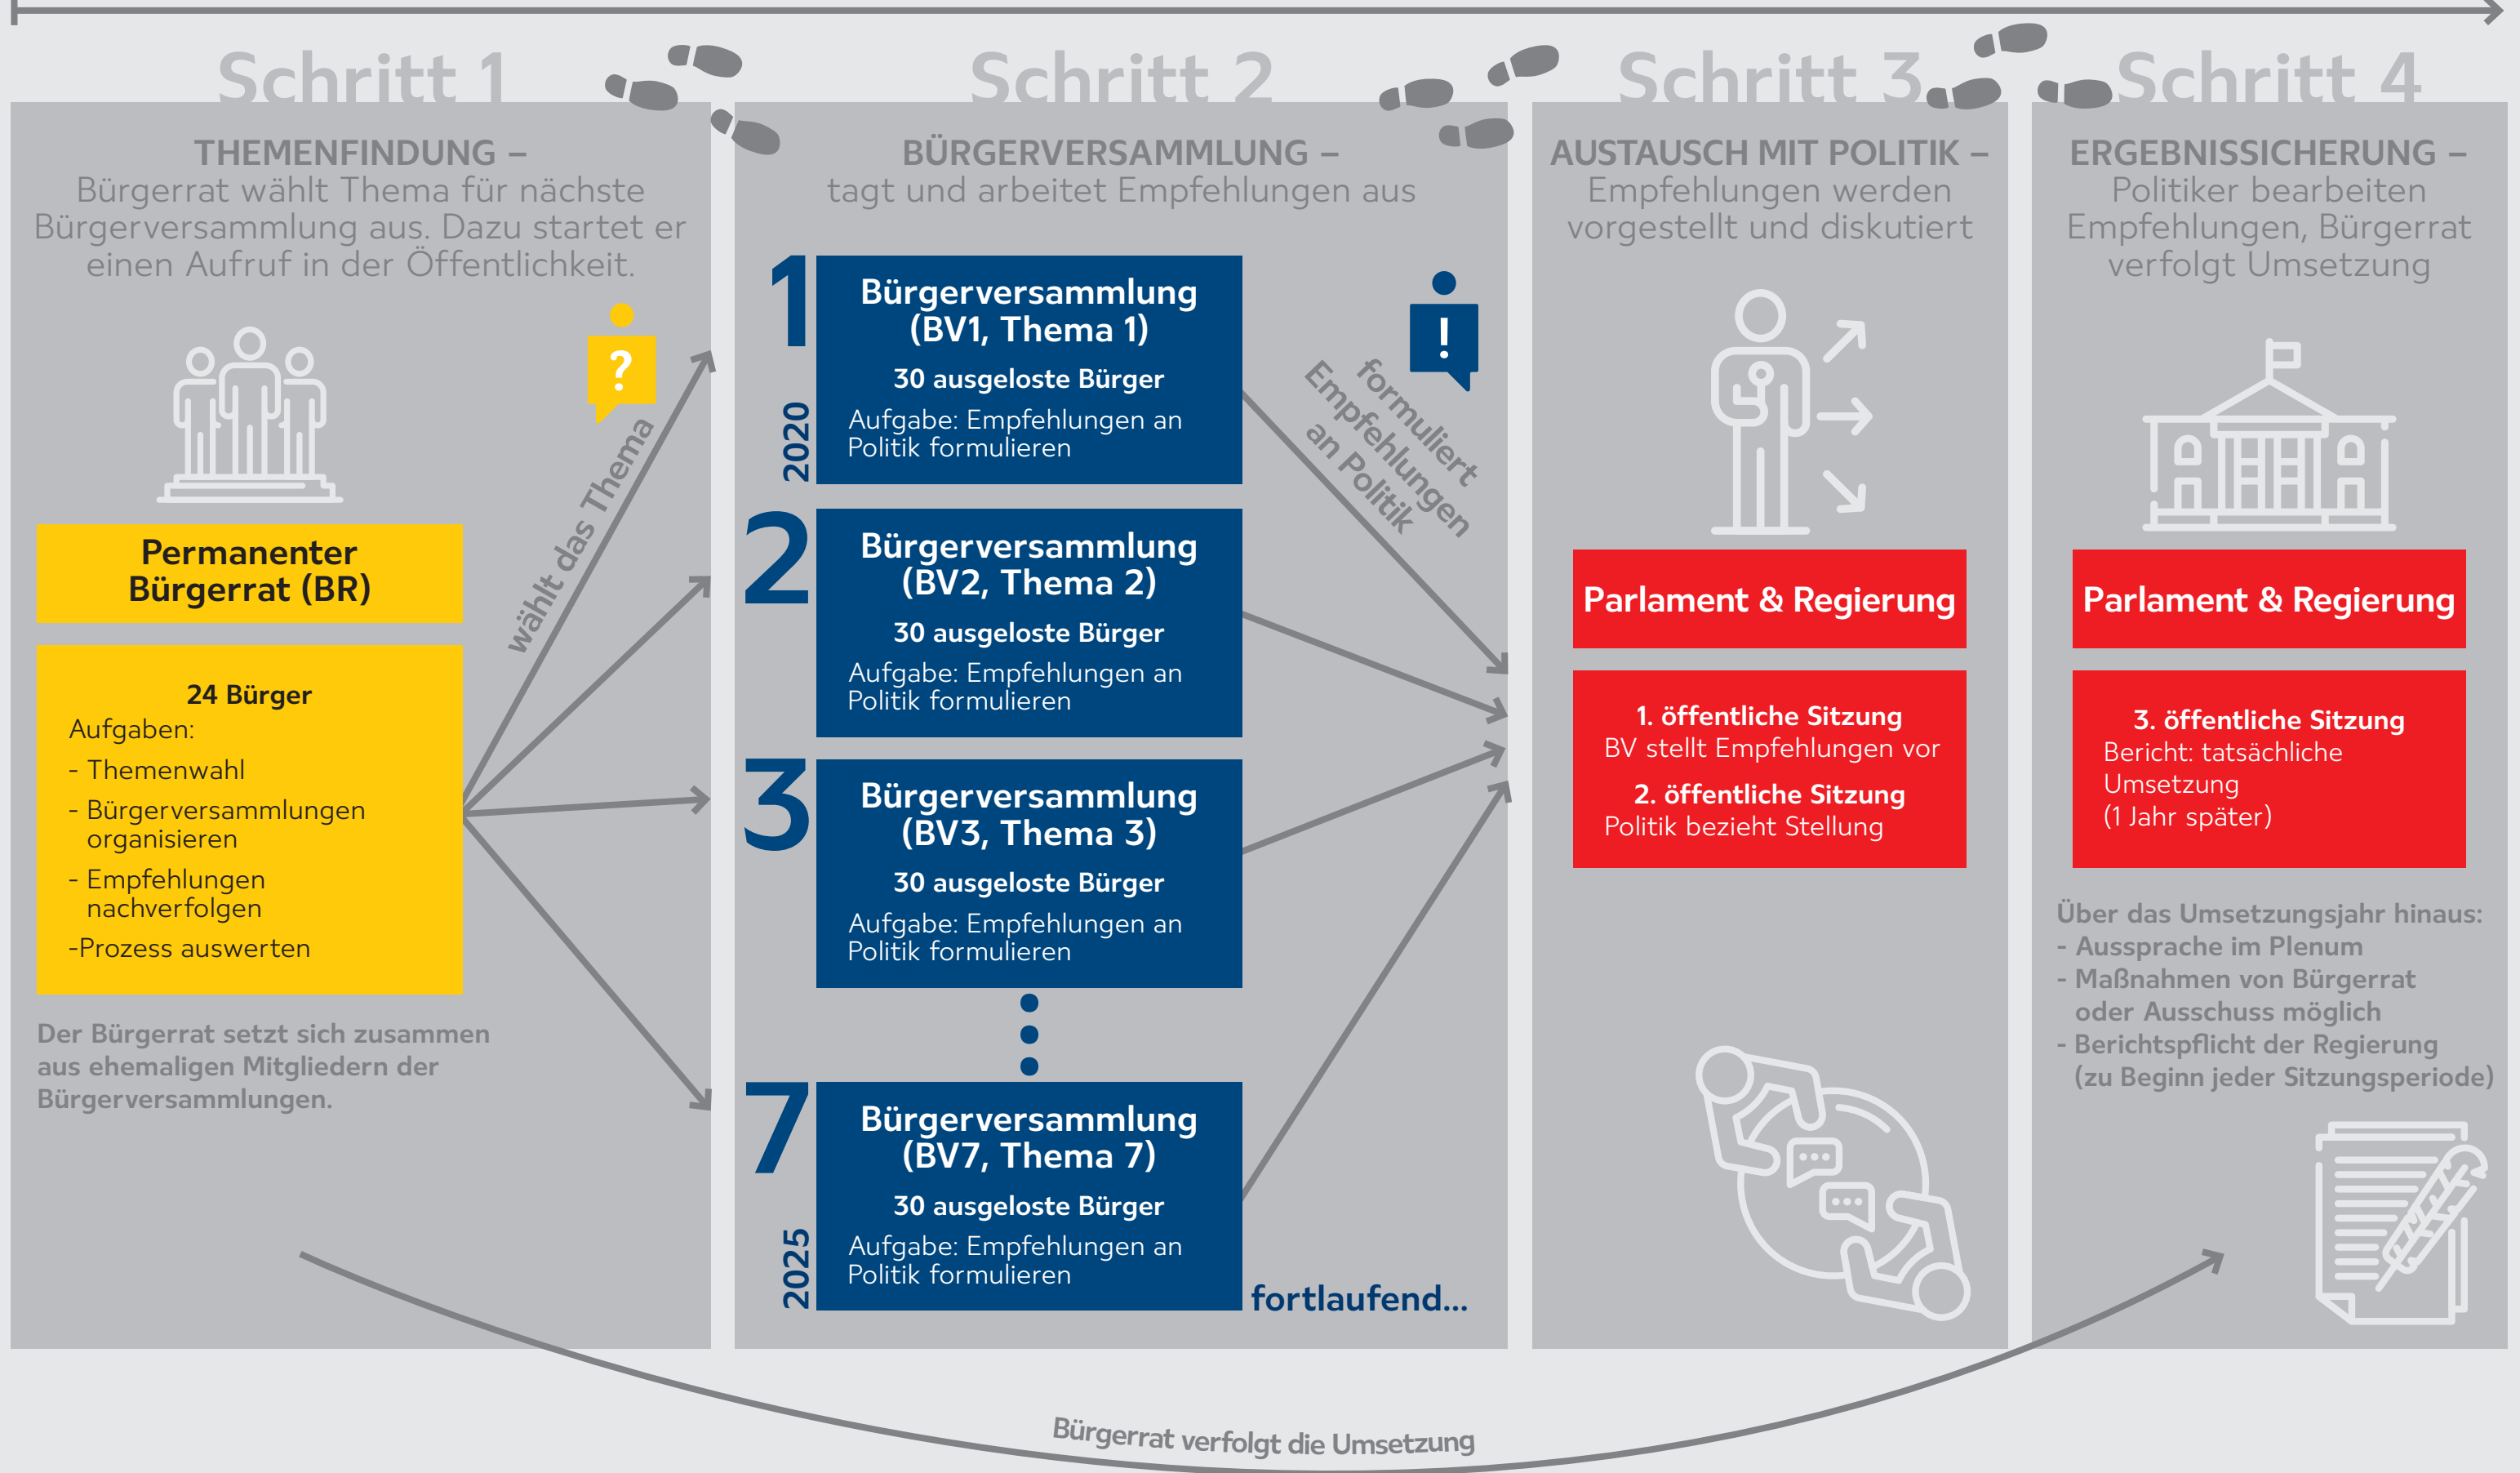 Schritt 1
THEMENFINDUNG –
Bürgerrat wählt Thema für nächste
Bürgerversammlung aus. Dazu startet er
einen Aufruf in der Öffentlichkeit.
?
wählt das Thema
Permanenter
Bürgerrat (BR)
24 Bürger
Aufgaben:
- Themenwahl
- Bürgerversammlungen
organisieren
- Empfehlungen
nachverfolgen
-Prozess auswerten
Der Bürgerrat setzt sich zusammen
aus ehemaligen Mitgliedern der
Bürgerversammlungen.
Schritt 2
BÜRGERVERSAMMLUNG –
tagt und arbeitet Empfehlungen aus
1
2020
Bürgerversammlung
(BV1, Thema 1)
30 ausgeloste Bürger
Aufgabe: Empfehlungen an
Politik formulieren
!
formuliert
Empfehlungen
an Politik
2
Bürgerversammlung
(BV2, Thema 2)
30 ausgeloste Bürger
Aufgabe: Empfehlungen an
Politik formulieren
3
Bürgerversammlung
(BV3, Thema 3)
30 ausgeloste Bürger
Aufgabe: Empfehlungen an
Politik formulieren
7
2025
Bürgerversammlung
(BV7, Thema 7)
30 ausgeloste Bürger
Aufgabe: Empfehlungen an
Politik formulieren
fortlaufend...
Schritt 3
AUSTAUSCH MIT POLITIK –
Empfehlungen werden
vorgestellt und diskutiert
Parlament & Regierung
1. öffentliche Sitzung
BV stellt Empfehlungen vor
2. öffentliche Sitzung
Politik bezieht Stellung
Schritt 4
ERGEBNISSICHERUNG –
Politiker bearbeiten
Empfehlungen, Bürgerrat
verfolgt Umsetzung
Parlament & Regierung
3. öffentliche Sitzung
Bericht: tatsächliche
Umsetzung
(1 Jahr später)
Über das Umsetzungsjahr hinaus:
- Aussprache im Plenum
- Maßnahmen von Bürgerrat
oder Ausschuss möglich
- Berichtspflicht der Regierung
(zu Beginn jeder Sitzungsperiode)
Bürgerrat verfolgt die Umsetzung